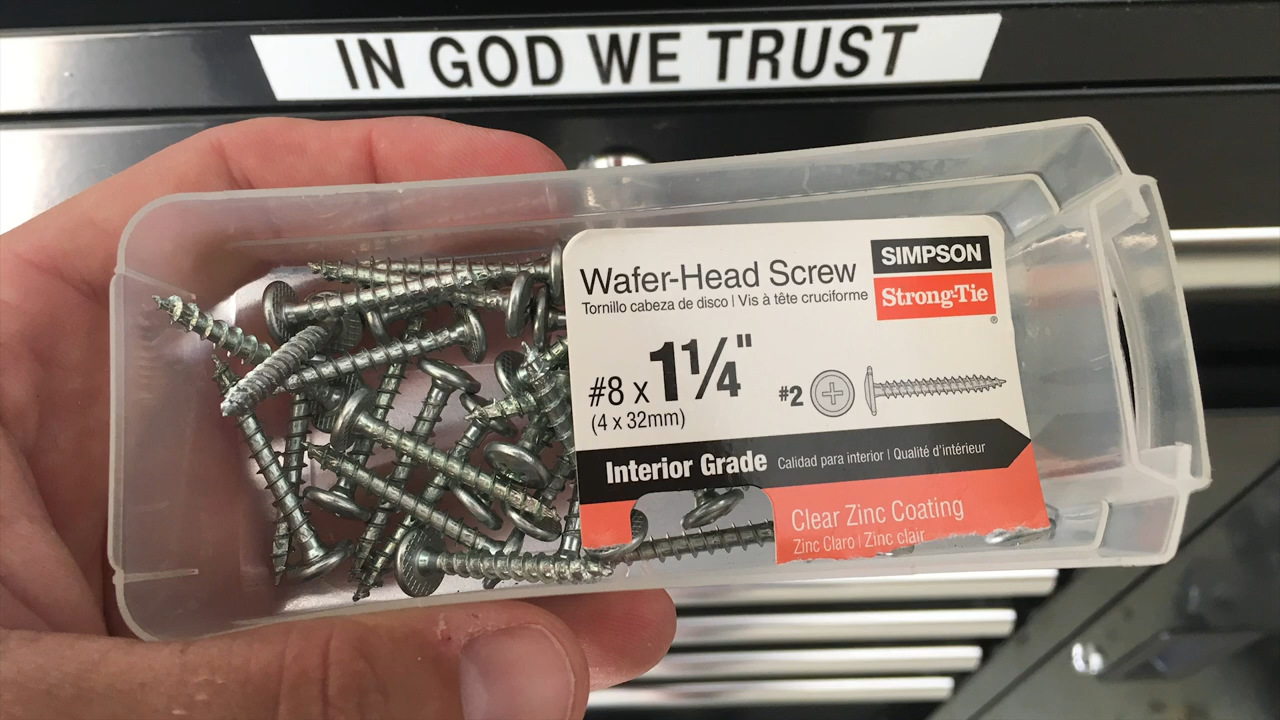 IN GOD WE TRUST
Wafer-Head Screw
Tornillo cabeza de disco | Vis à tête cruciforme
SIMPSON
Strong-Tie
®
#8 x 1¼"
(4 x 32mm)
#2
Interior Grade
Calidad para interior | Qualité d'intérieur
Clear Zinc Coating
Zinc Claro | Zinc clair